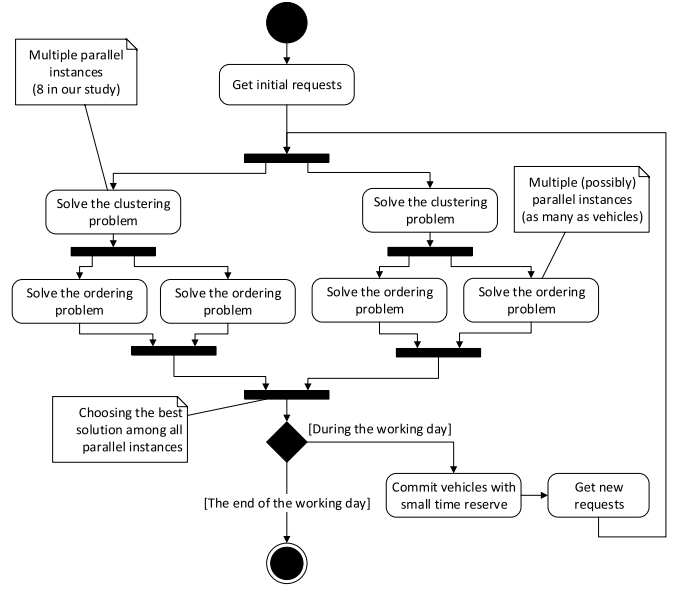 Multiple parallel
instances
(8 in our study)
Get initial requests
Solve the clustering
problem
Solve the clustering
problem
Multiple (possibly)
parallel instances
(as many as vehicles)
Solve the ordering
problem
Solve the ordering
problem
Solve the ordering
problem
Solve the ordering
problem
Choosing the best
solution among all
parallel instances
[During the working day]
Commit vehicles with
small time reserve
Get new
requests
[The end of the working day]